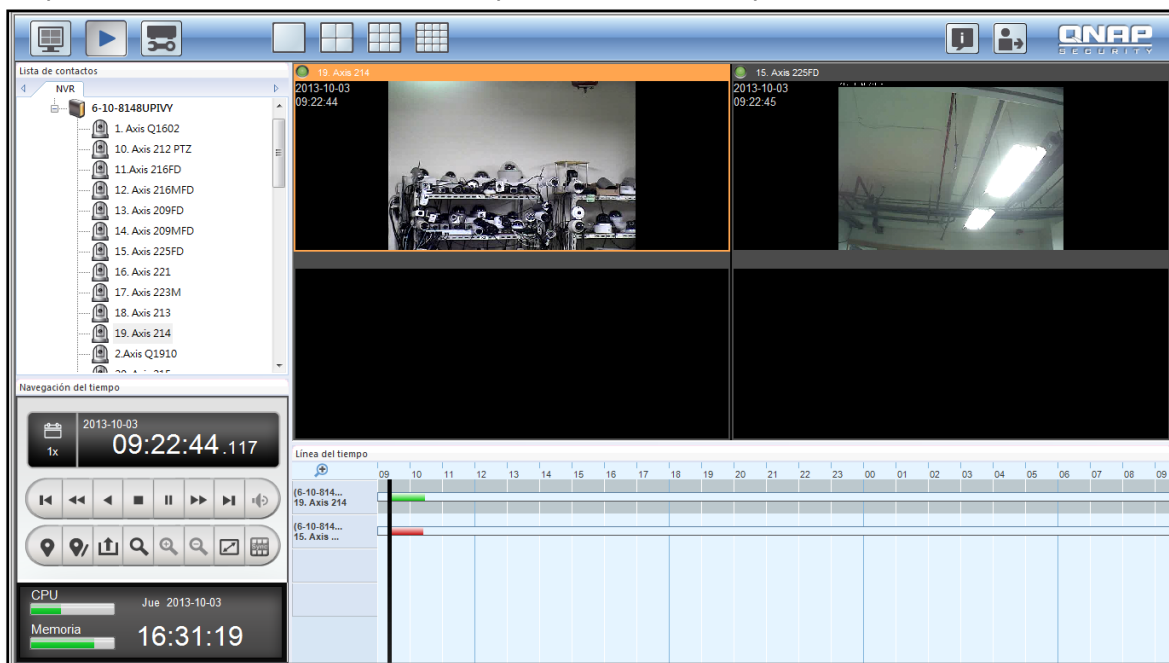 QNAP
SECURITY
Lista de contactos
NVR
6-10-8148UPIVY
1. Axis Q1602
10. Axis 212 PTZ
11.Axis 216FD
12. Axis 216MFD
13. Axis 209FD
14. Axis 209MFD
15. Axis 225FD
16. Axis 221
17. Axis 223M
18. Axis 213
19. Axis 214
2.Axis Q1910
19. Axis 214
2013-10-03
09:22:44
15. Axis 225FD
2013-10-03
09:22:45
Navegación del tiempo
2013-10-03
1x
09:22:44.117
CPU
Jue 2013-10-03
Memoria
16:31:19
Línea del tiempo
09 10 11 12 13 14 15 16 17 18 19 20 21 22 23 00 01 02 03 04 05 06 07 08 09
(6-10-814...
19. Axis 214
(6-10-814...
15. Axis ...